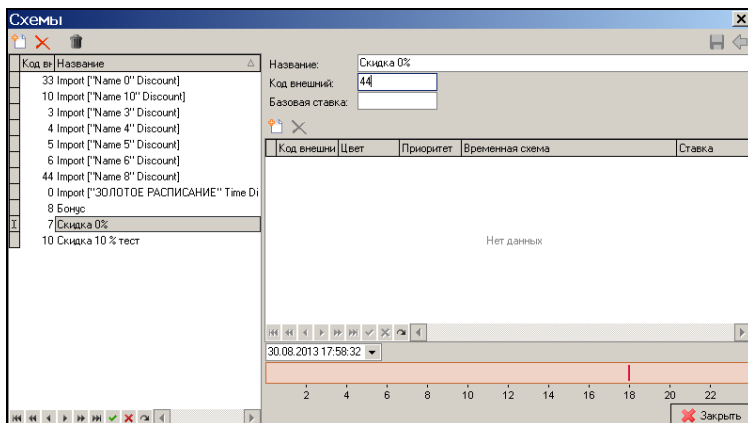 Схемы
Код вн Название
33 Import ["Name 0" Discount]
10 Import ["Name 10" Discount]
3 Import ["Name 3" Discount]
4 Import ["Name 4" Discount]
5 Import ["Name 5" Discount]
6 Import ["Name 6" Discount]
44 Import ["Name 8" Discount]
0 Import ["ЗОЛОТОЕ РАСПИСАНИЕ" Time Di
8 Бонус
7 Скидка 0%
10 Скидка 10 % тест
Название: Скидка 0%
Код внешний: 44
Базовая ставка:
Код внешни Цвет Приоритет Временная схема Ставка
Нет данных
30.08.2013 17:58:32
2 4 6 8 10 12 14 16 18 20 22
Закрыть